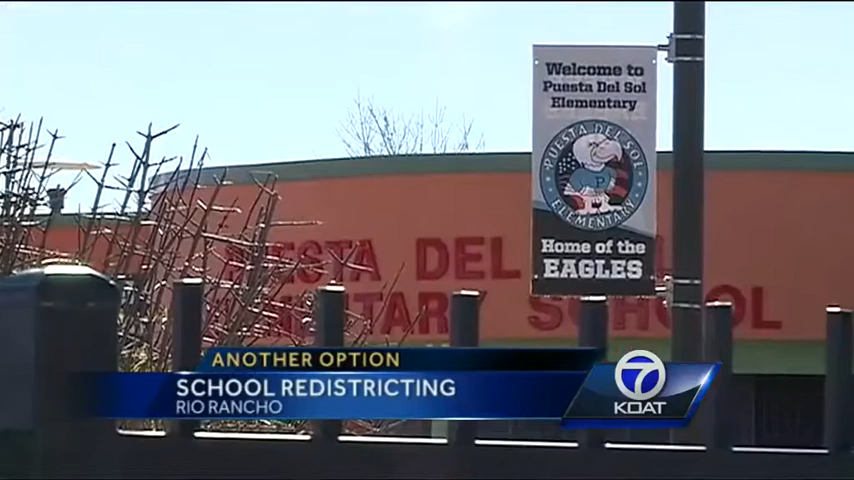 Welcome to
Puesta Del Sol
Elementary
PUESTA DEL SOL
P
ELEMENTARY
Home of the
EAGLES
DEL
SCHOOL
ANOTHER OPTION
SCHOOL REDISTRICTING
RIO RANCHO
7
KOAT